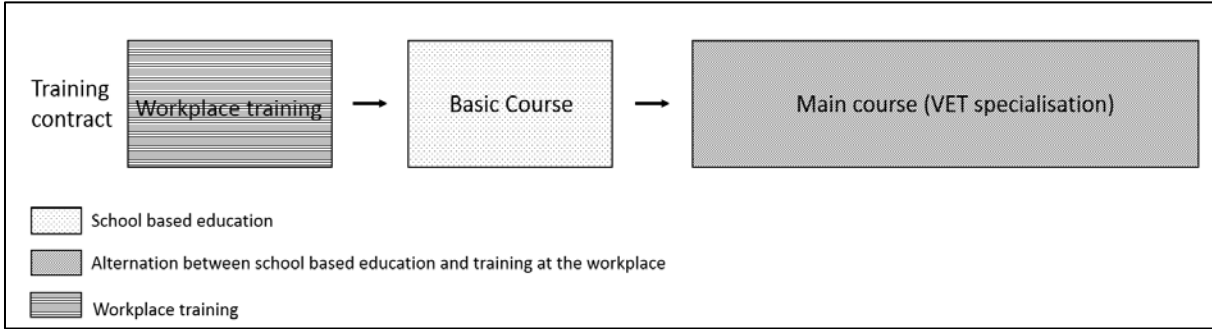 Training
contract
Workplace training
Basic Course
Main course (VET specialisation)
School based education
Alternation between school based education and training at the workplace
Workplace training